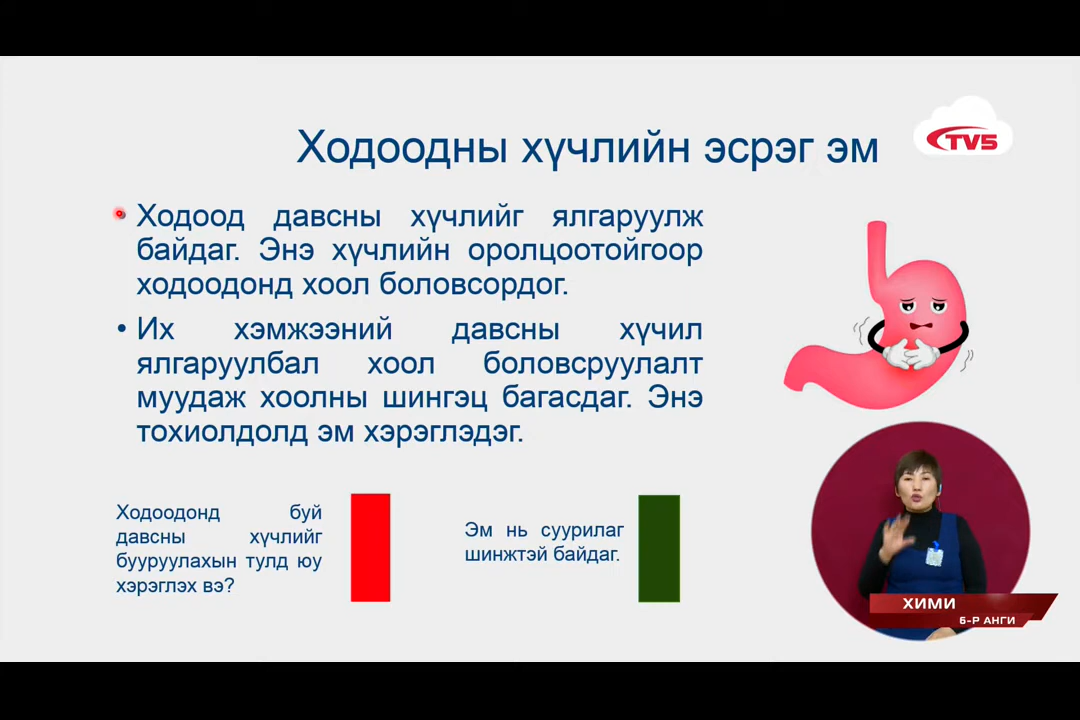 Ходоодны хүчлийн эсрэг эм
TV5
• Ходоод давсны хүчлийг ялгаруулж
байдаг. Энэ хүчлийн оролцоотойгоор
ходоодонд хоол боловсордог.
• Их хэмжээний давсны хүчил
ялгаруулбал хоол боловсруулалт
муудаж хоолны шингэц багасдаг. Энэ
тохиолдолд эм хэрэглэдэг.
Ходоодонд буй
давсны хүчлийг
бууруулахын тулд юу
хэрэглэх вэ?
Эм нь суурилаг
шинжтэй байдаг.
ХИМИ
6-Р АНГИ